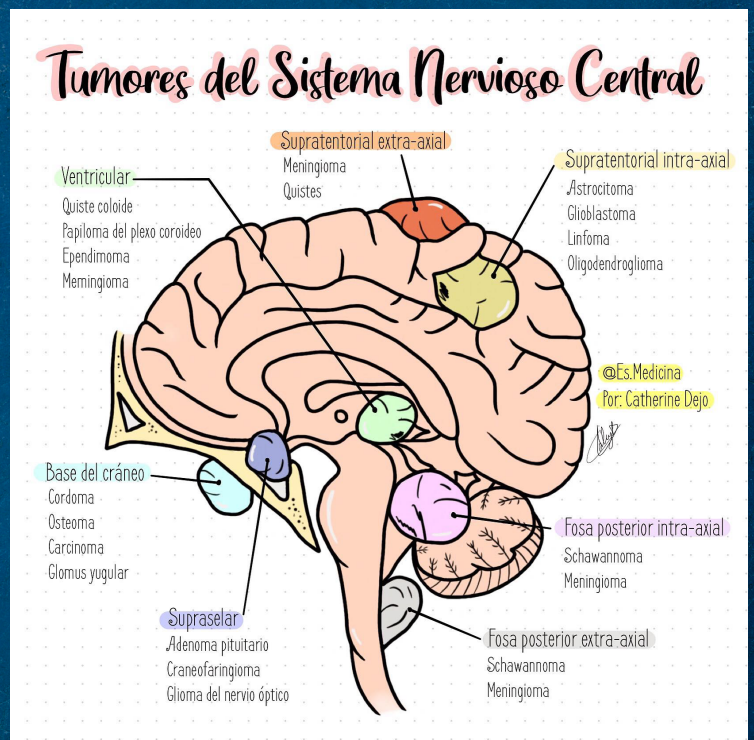 Tumores del Sistema Nervioso Central
Supratentorial extra-axial
Meningioma
Quistes
Supratentorial intra-axial
Astrocitoma
Glioblastoma
Linfoma
Oligodendroglioma
Ventricular
Quiste coloide
Papiloma del plexo coroideo
Ependimoma
Memingioma
@Es.Medicina
Por: Catherine Dejo
Base del cráneo
Cordoma
Osteoma
Carcinoma
Glomus yugular
Fosa posterior intra-axial
Schawannoma
Meningioma
Supraselar
Adenoma pituitario
Craneofaringioma
Glioma del nervio óptico
Fosa posterior extra-axial
Schawannoma
Meningioma